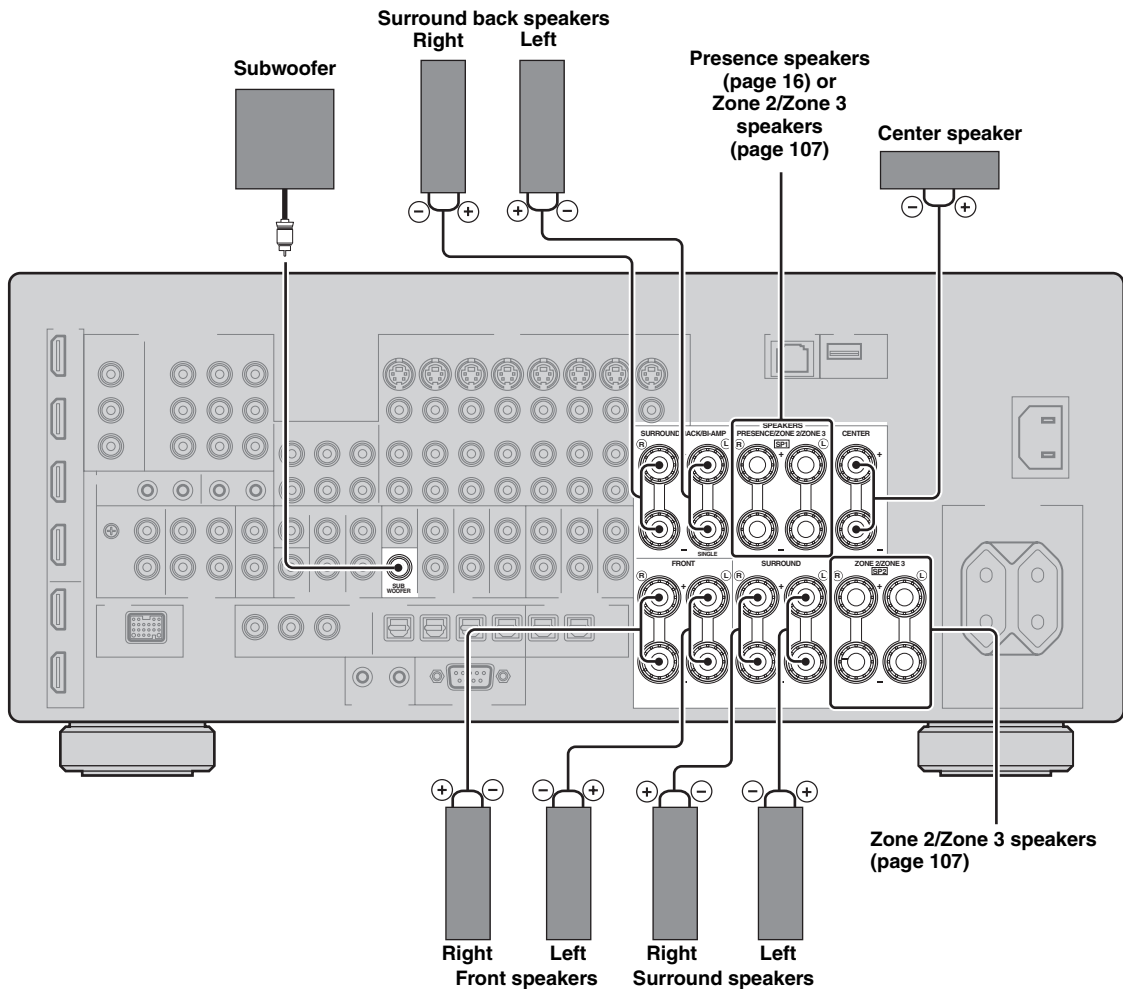 Surround back speakers
Right
Left
Subwoofer
Presence speakers
(page 16) or
Zone 2/Zone 3
speakers
(page 107)
Center speaker
− +
+ −
− +
SPEAKERS
SURROUND BACK/BI-AMP
PRESENCE/ZONE 2/ZONE 3
CENTER
R
L
R
SP1
L
+
+
−
SINGLE
−
−
SUB
WOOFER
FRONT
SURROUND
ZONE 2/ZONE 3
R
L
R
L
R
SP2
L
+
+
+
−
+ −
− +
+ −
− +
Zone 2/Zone 3 speakers
(page 107)
Right
Left
Right
Left
Front speakers
Surround speakers